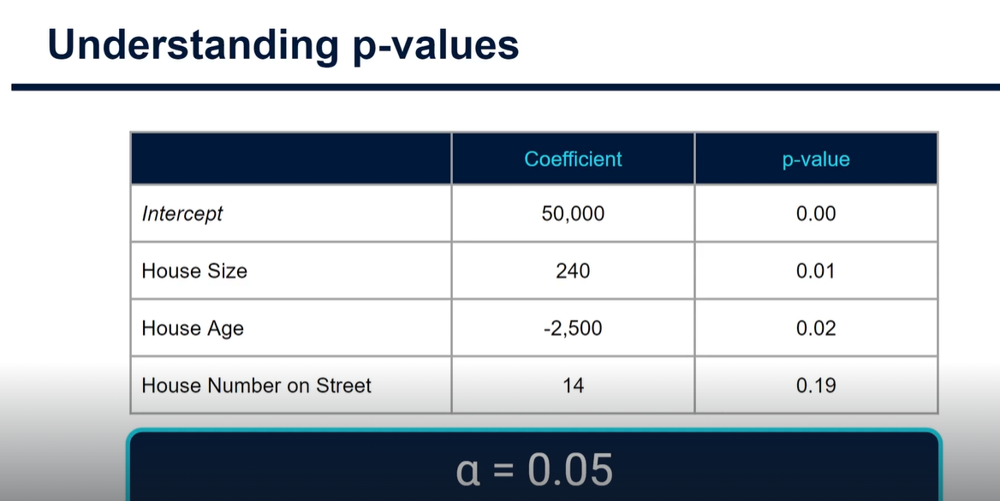 Understanding p-values
Coefficient p-value
Intercept 50,000 0.00
House Size 240 0.01
House Age -2,500 0.02
House Number on Street 14 0.19
α = 0.05